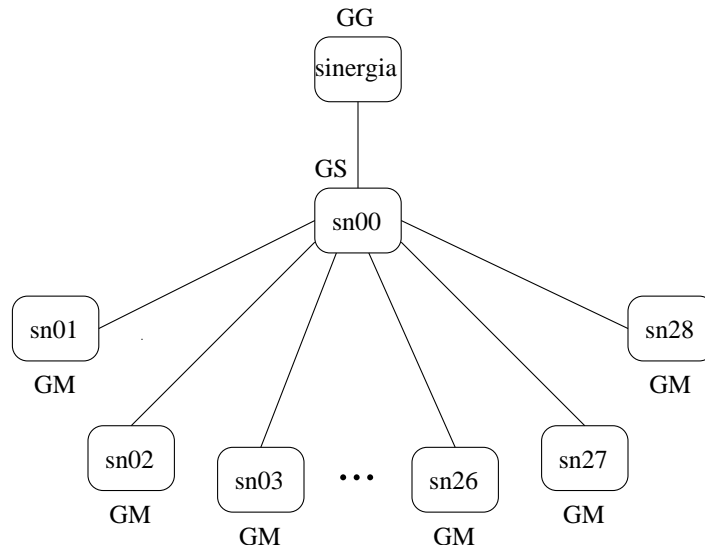 GG
sinergia
GS
sn00
sn01
GM
sn28
GM
sn02
GM
sn03
GM
...
sn26
GM
sn27
GM